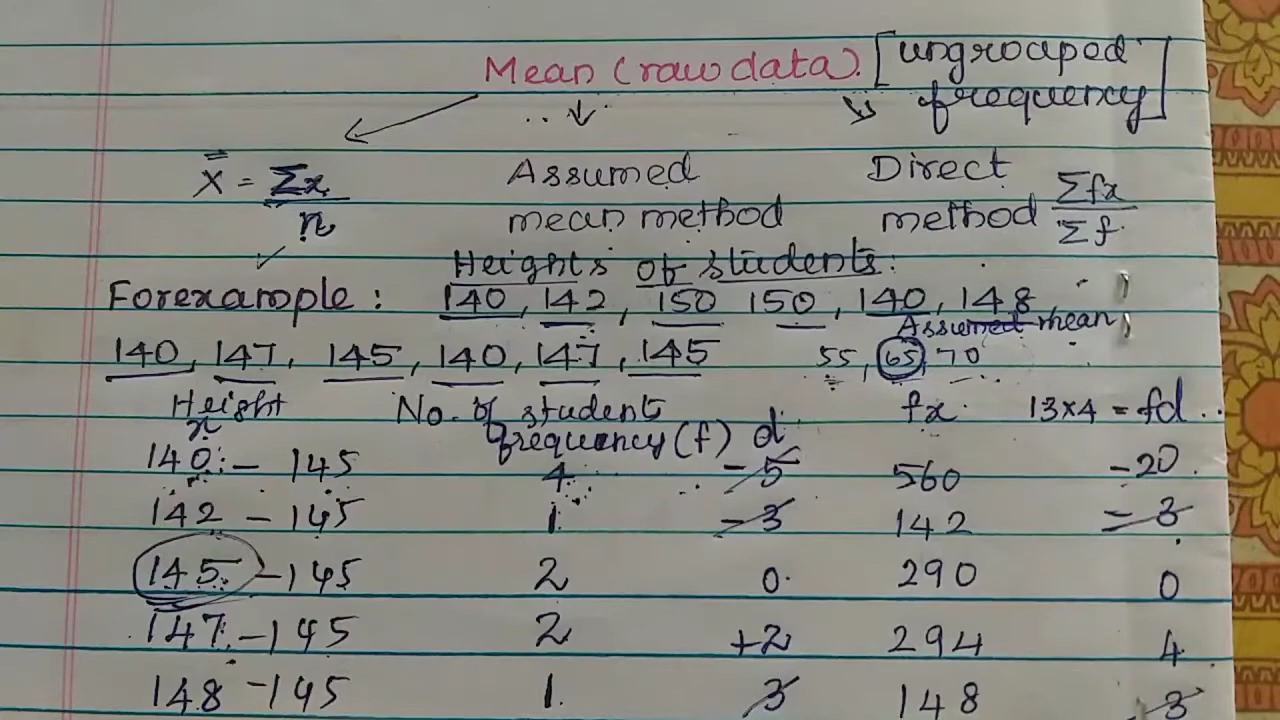 Mean (raw data). [ungrouped
frequency]
X̄ = Σx/n Assumed mean method Direct method Σfx/Σf
Heights of students:
For example: 140, 142, 150 150, 140, 148,
Assumed mean
140, 147, 145, 140, 147, 145 55, 65, 70
Height x No. of students frequency (f) d fx 13x4 = fd
140 - 145 4 -5 560 -20
142 - 145 1 -3 142 -3
145 - 145 2 0 290 0
147 - 145 2 +2 294 4
148 - 145 1 3 148 3